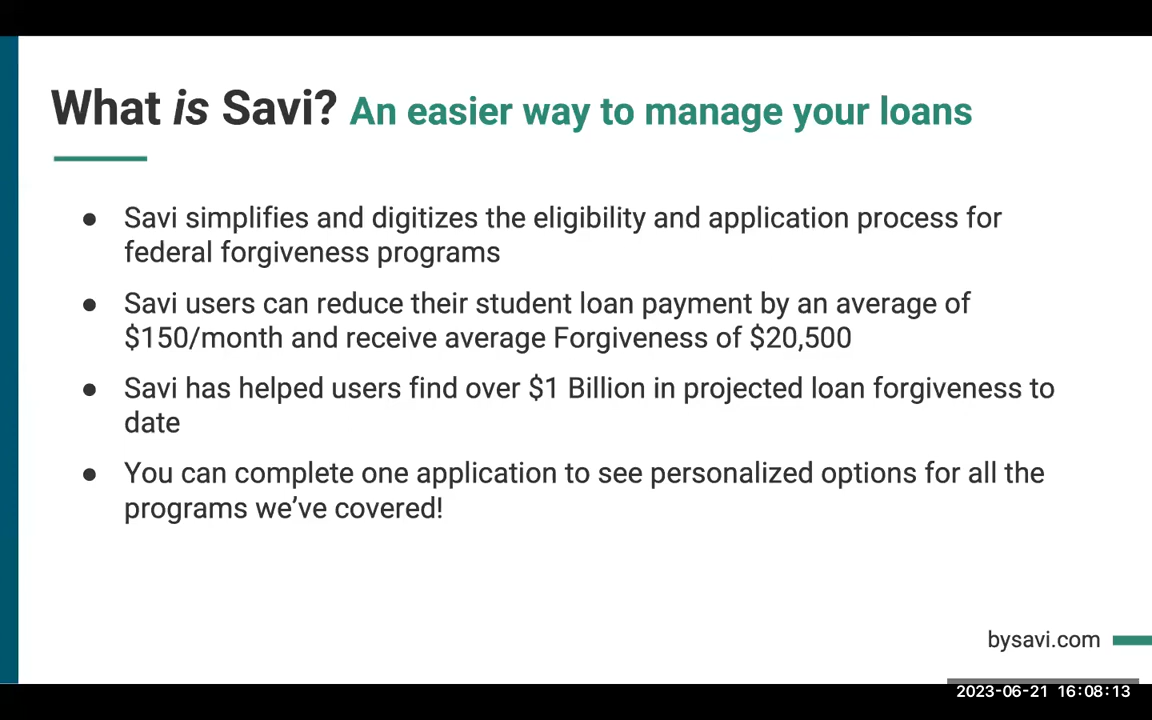 What is Savi? An easier way to manage your loans
● Savi simplifies and digitizes the eligibility and application process for
federal forgiveness programs
● Savi users can reduce their student loan payment by an average of
$150/month and receive average Forgiveness of $20,500
● Savi has helped users find over $1 Billion in projected loan forgiveness to
date
● You can complete one application to see personalized options for all the
programs we’ve covered!
bysavi.com
2023-06-21 16:08:13